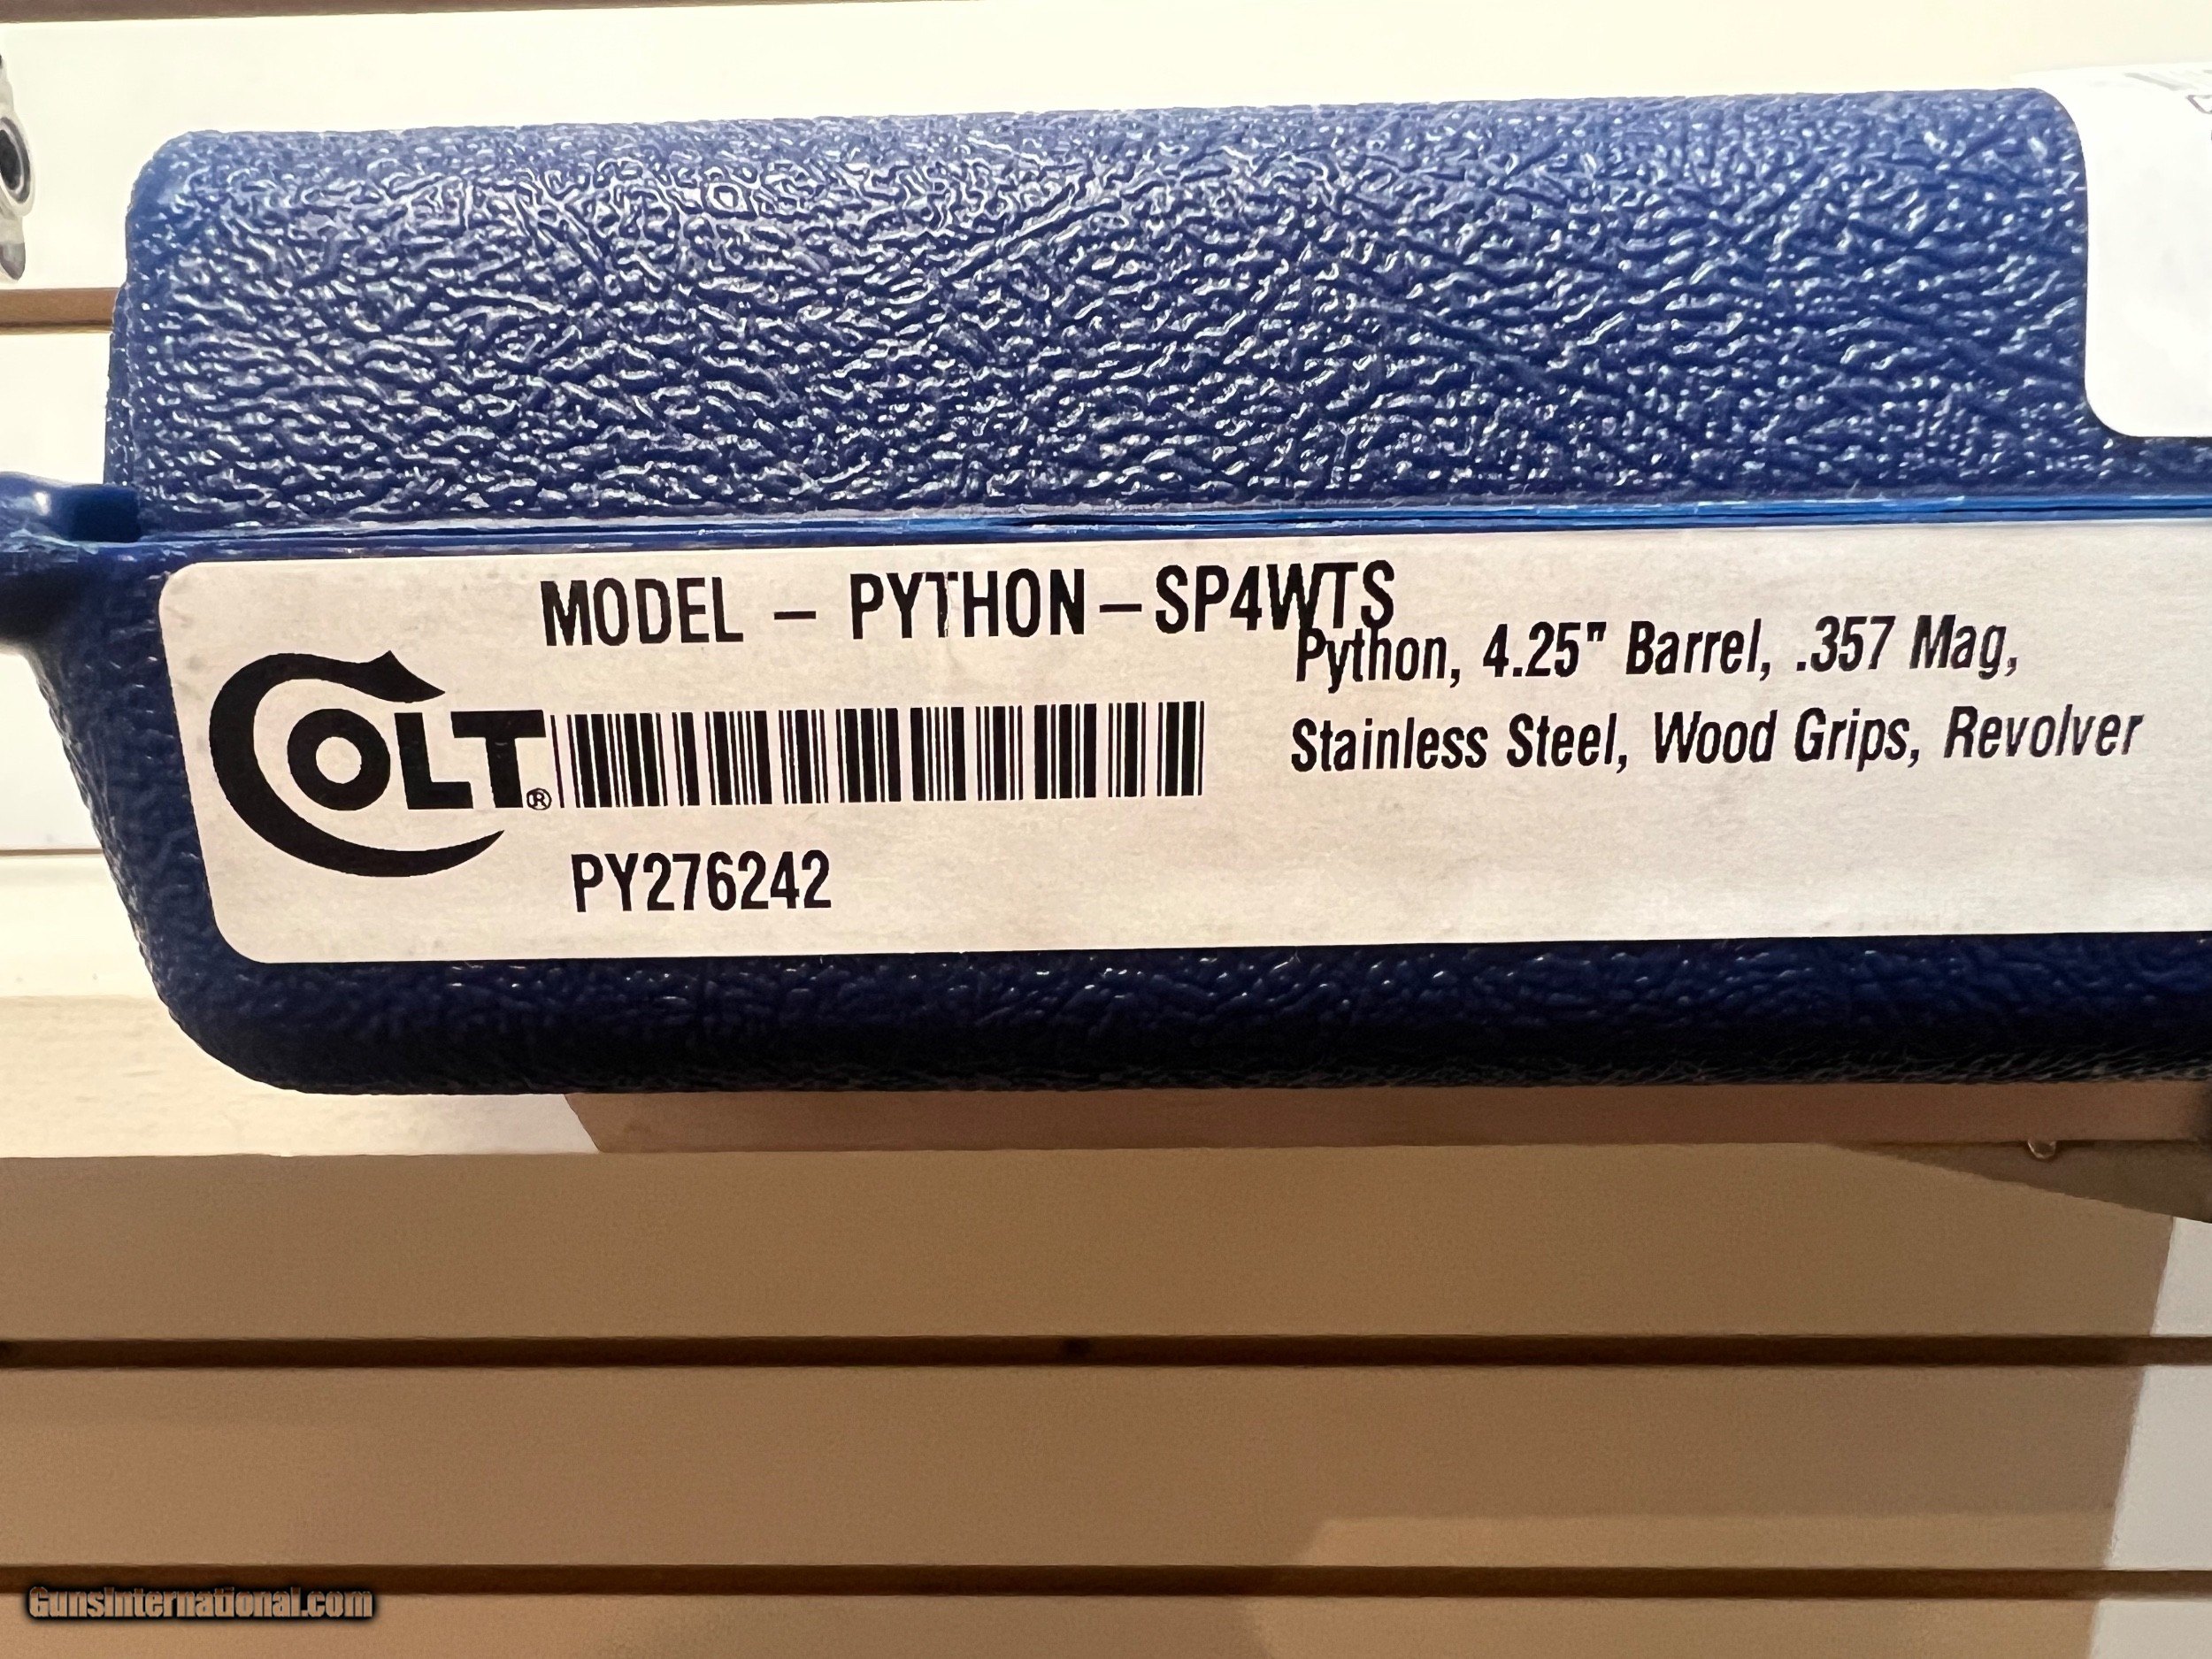 MODEL – PYTHON – SP4WTS
Python, 4.25" Barrel, .357 Mag,
Stainless Steel, Wood Grips, Revolver
COLT®
PY276242
GunsInternational.com